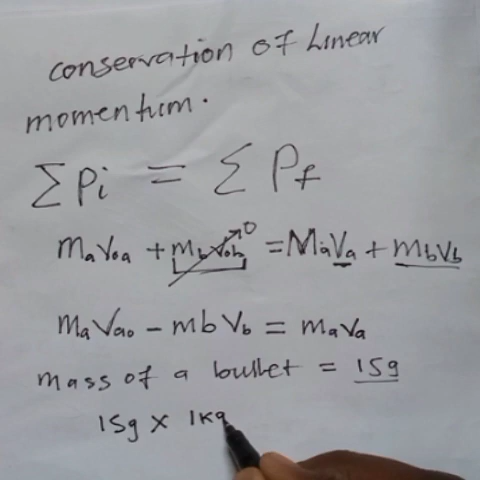 conservation of Linear
momentum.
∑ Pi = ∑ Pf
maVoa + mbVob 0 = MaVa + mbVb
maVao - mbVb = maVa
mass of a bullet = 15g
15g x 1kg